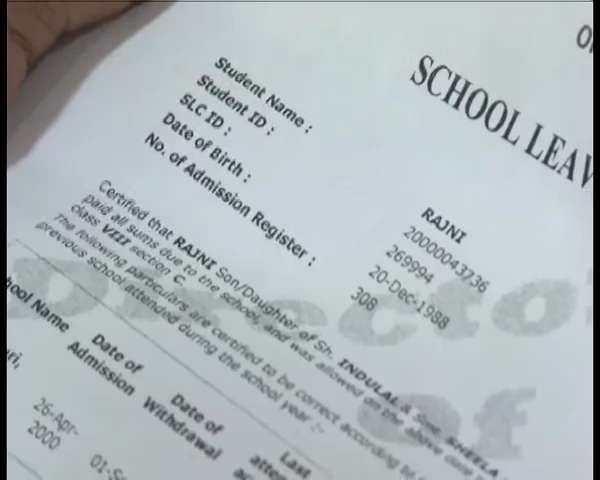 SCHOOL
Student Name : RAJNI
Student ID : 20000043736
SLC ID : 269994
Date of Birth : 20-Dec-1988
No. of Admission Register : 308
Certified that RAJNI Son/Daughter of Sh. INDULAL & Smt. SHEELA
paid all sums due to the school, and was allowed on the above date
class VIII section C.
The following particulars are certified to be correct according to
previous school attended during the school year :-
Name Date of Admission Date of Withdrawal Last
26-Apr-2000
Director
of